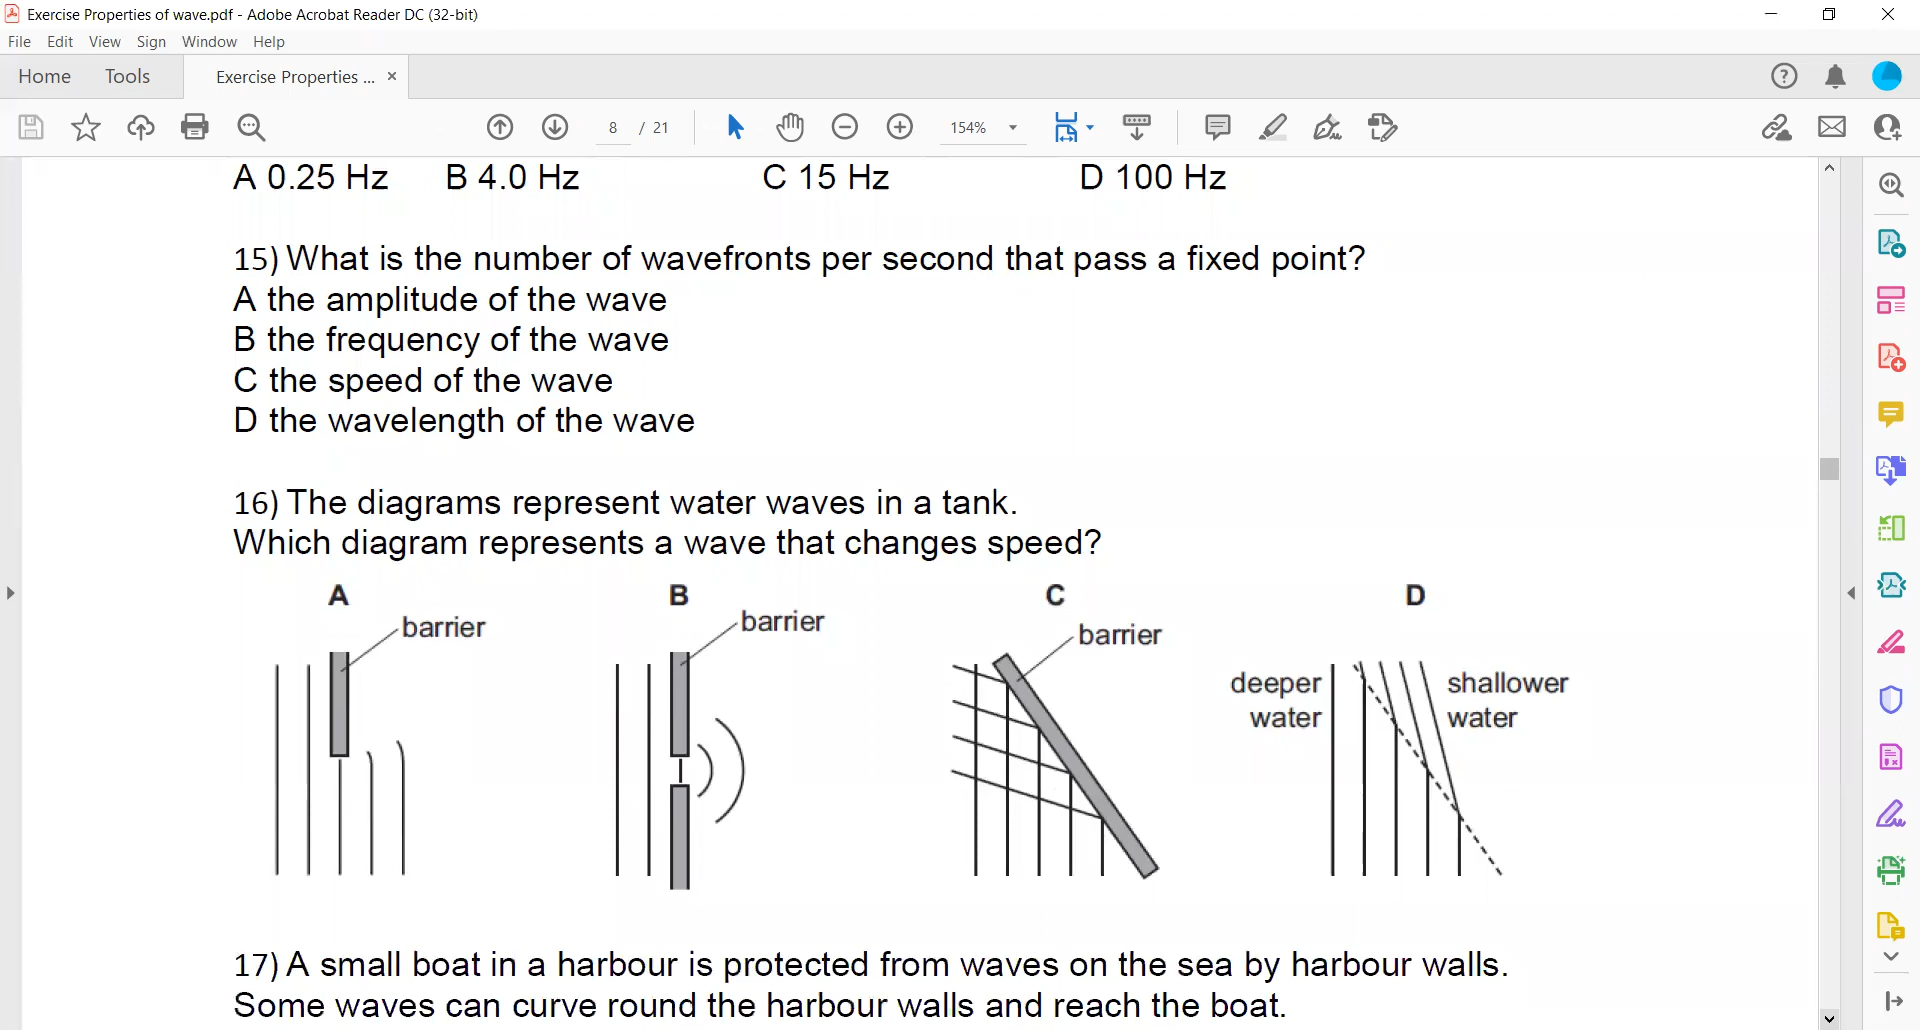 Exercise Properties of wave.pdf - Adobe Acrobat Reader DC (32-bit)
File Edit View Sign Window Help
Home Tools Exercise Properties ... ×
8 / 21 154%
A 0.25 Hz B 4.0 Hz C 15 Hz D 100 Hz
15) What is the number of wavefronts per second that pass a fixed point?
A the amplitude of the wave
B the frequency of the wave
C the speed of the wave
D the wavelength of the wave
16) The diagrams represent water waves in a tank.
Which diagram represents a wave that changes speed?
A B C D
barrier barrier barrier
deeper water
shallower water
17) A small boat in a harbour is protected from waves on the sea by harbour walls.
Some waves can curve round the harbour walls and reach the boat.